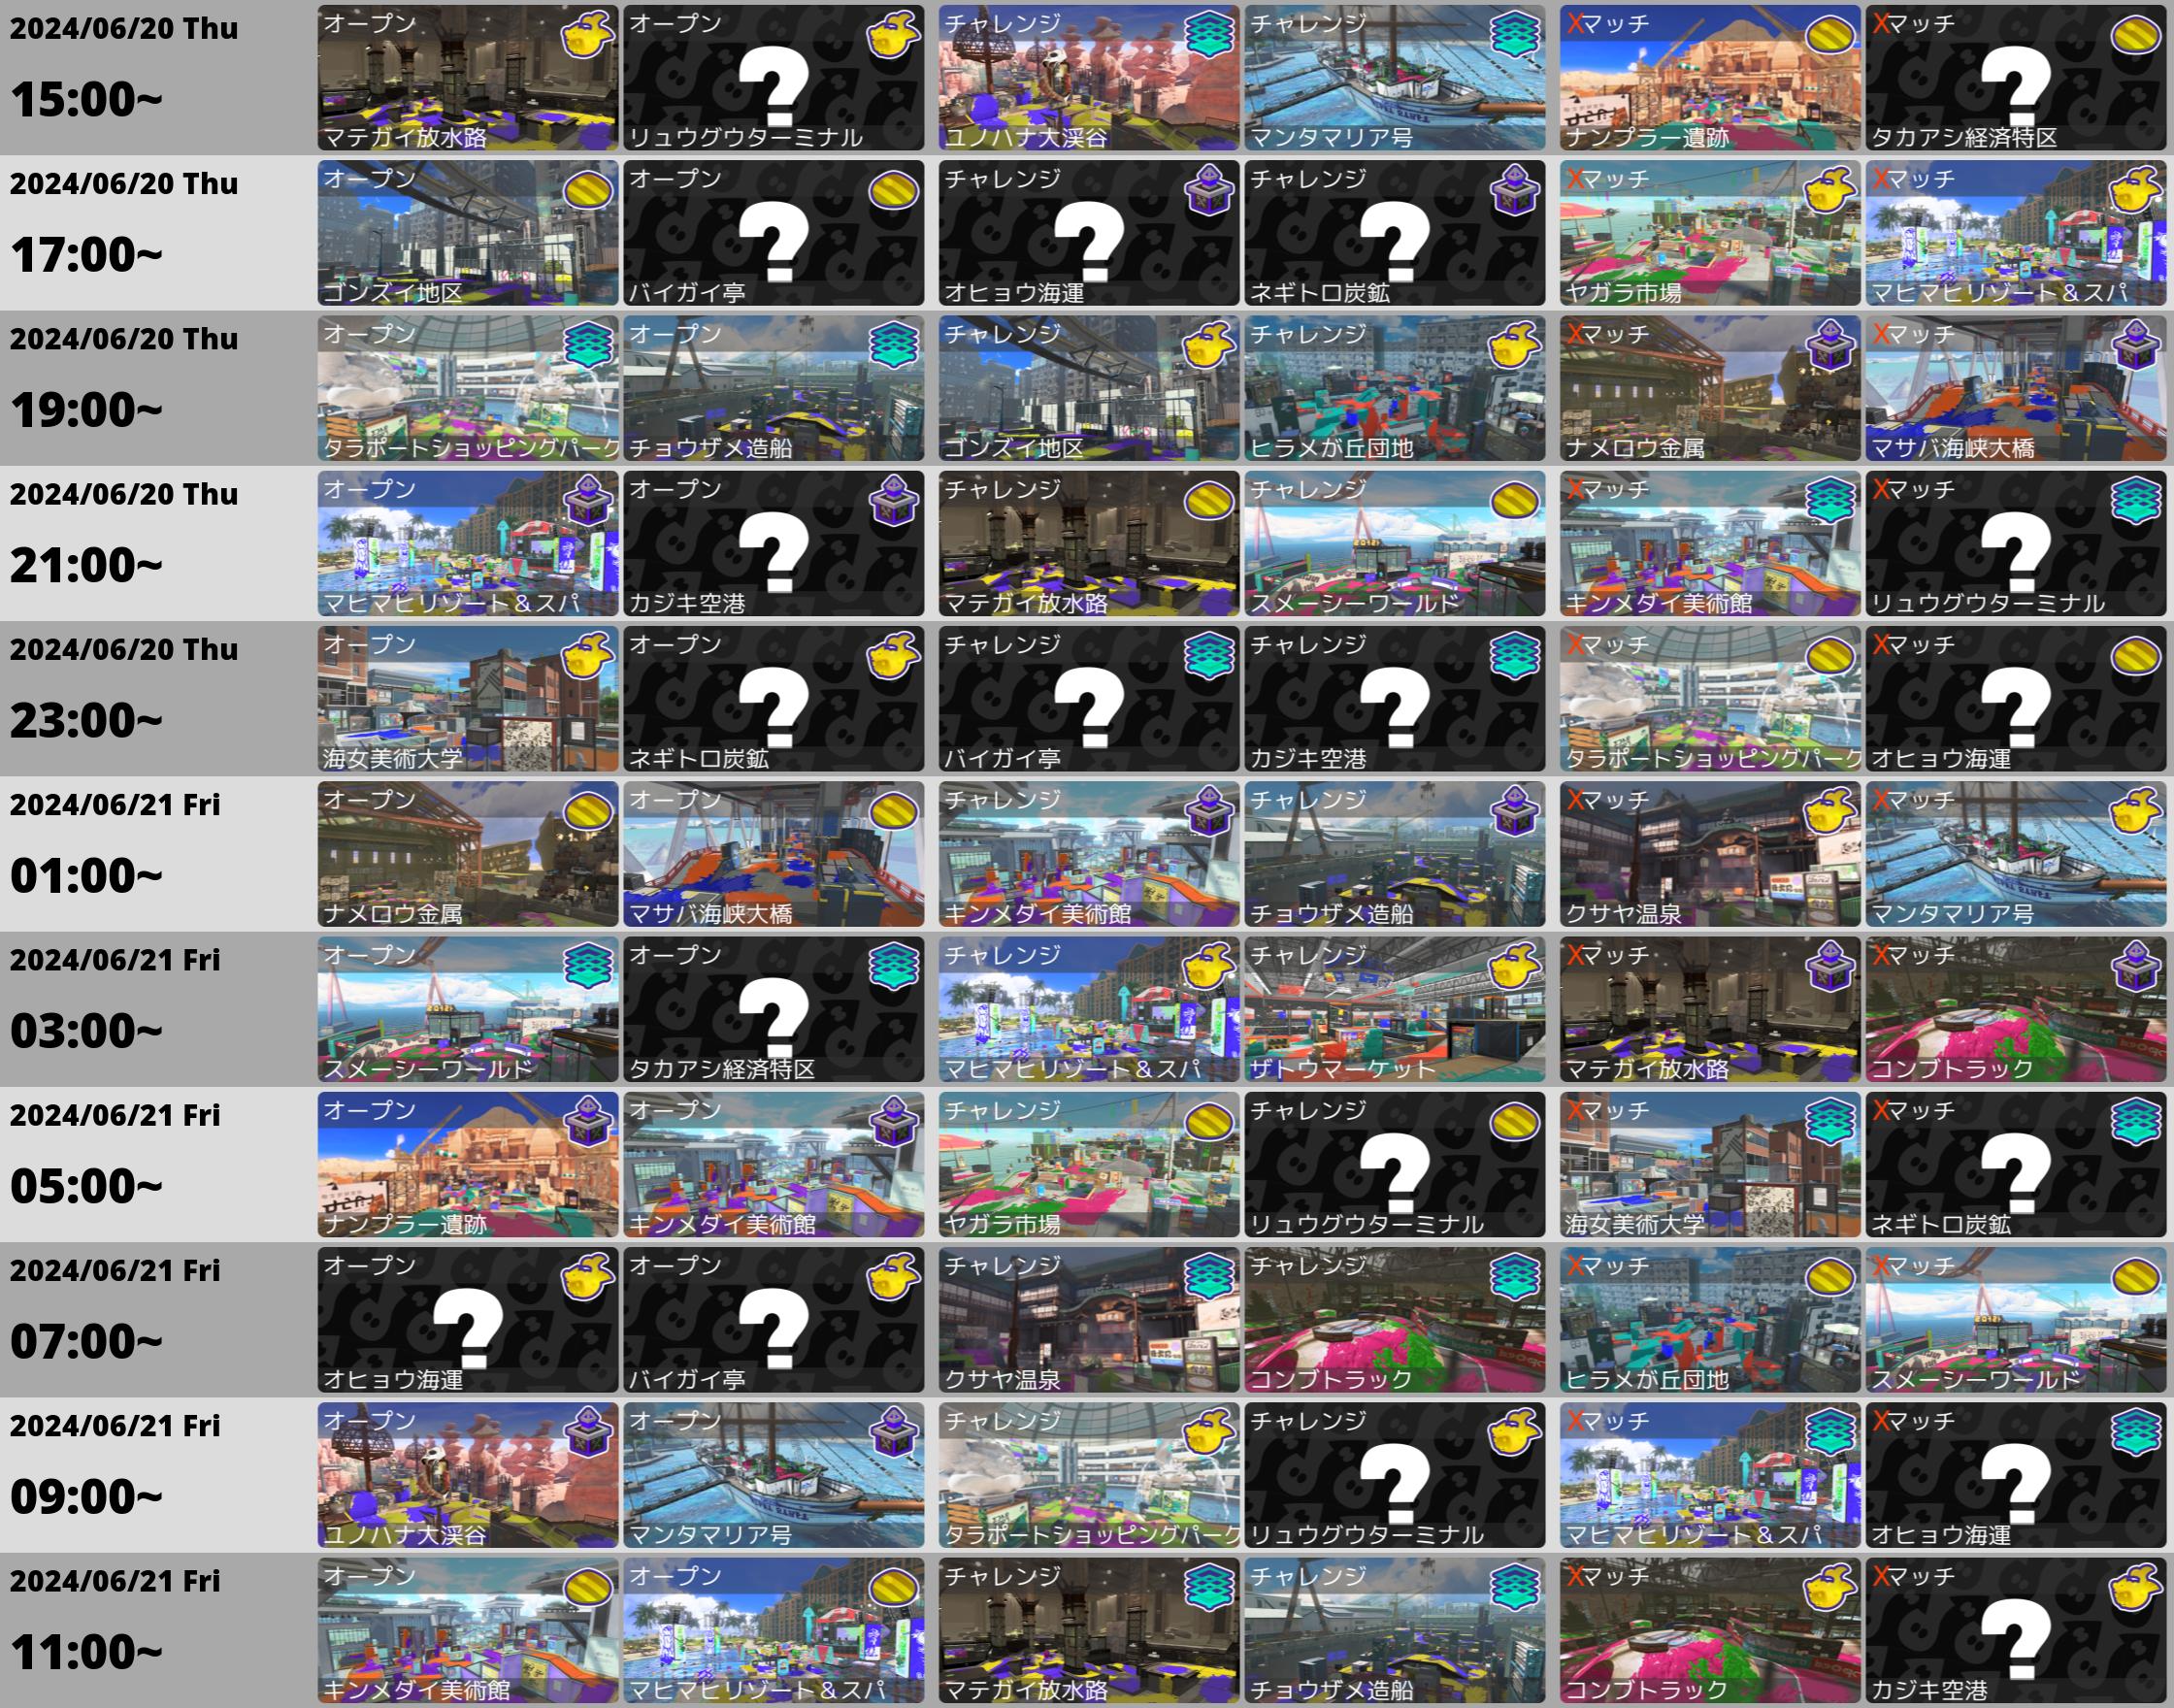 2024/06/20 Thu
15:00~
オープン
マテガイ放水路
オープン
リュウグウターミナル
チャレンジ
ユノハナ大渓谷
チャレンジ
マンタマリア号
Xマッチ
ナンプラー遺跡
Xマッチ
タカアシ経済特区
2024/06/20 Thu
17:00~
オープン
ゴンズイ地区
オープン
バイガイ亭
チャレンジ
オヒョウ海運
チャレンジ
ネギトロ炭鉱
Xマッチ
ヤガラ市場
Xマッチ
マヒマヒリゾート＆スパ
2024/06/20 Thu
19:00~
オープン
タラポートショッピングパーク
オープン
チョウザメ造船
チャレンジ
ゴンズイ地区
チャレンジ
ヒラメが丘団地
Xマッチ
ナメロウ金属
Xマッチ
マサバ海峡大橋
2024/06/20 Thu
21:00~
オープン
マヒマヒリゾート＆スパ
オープン
カジキ空港
チャレンジ
マテガイ放水路
チャレンジ
スメーシーワールド
Xマッチ
キンメダイ美術館
Xマッチ
リュウグウターミナル
2024/06/20 Thu
23:00~
オープン
海女美術大学
オープン
ネギトロ炭鉱
チャレンジ
バイガイ亭
チャレンジ
カジキ空港
Xマッチ
タラポートショッピングパーク
Xマッチ
オヒョウ海運
2024/06/21 Fri
01:00~
オープン
ナメロウ金属
オープン
マサバ海峡大橋
チャレンジ
キンメダイ美術館
チャレンジ
チョウザメ造船
Xマッチ
クサヤ温泉
Xマッチ
マンタマリア号
2024/06/21 Fri
03:00~
オープン
スメーシーワールド
オープン
タカアシ経済特区
チャレンジ
マヒマヒリゾート＆スパ
チャレンジ
ザトウマーケット
Xマッチ
マテガイ放水路
Xマッチ
コンブトラック
2024/06/21 Fri
05:00~
オープン
ナンプラー遺跡
オープン
キンメダイ美術館
チャレンジ
ヤガラ市場
チャレンジ
リュウグウターミナル
Xマッチ
海女美術大学
Xマッチ
ネギトロ炭鉱
2024/06/21 Fri
07:00~
オープン
オヒョウ海運
オープン
バイガイ亭
チャレンジ
クサヤ温泉
チャレンジ
コンブトラック
Xマッチ
ヒラメが丘団地
Xマッチ
スメーシーワールド
2024/06/21 Fri
09:00~
オープン
ユノハナ大渓谷
オープン
マンタマリア号
チャレンジ
タラポートショッピングパーク
チャレンジ
リュウグウターミナル
Xマッチ
マヒマヒリゾート＆スパ
Xマッチ
オヒョウ海運
2024/06/21 Fri
11:00~
オープン
キンメダイ美術館
オープン
マヒマヒリゾート＆スパ
チャレンジ
マテガイ放水路
チャレンジ
チョウザメ造船
Xマッチ
コンブトラック
Xマッチ
カジキ空港